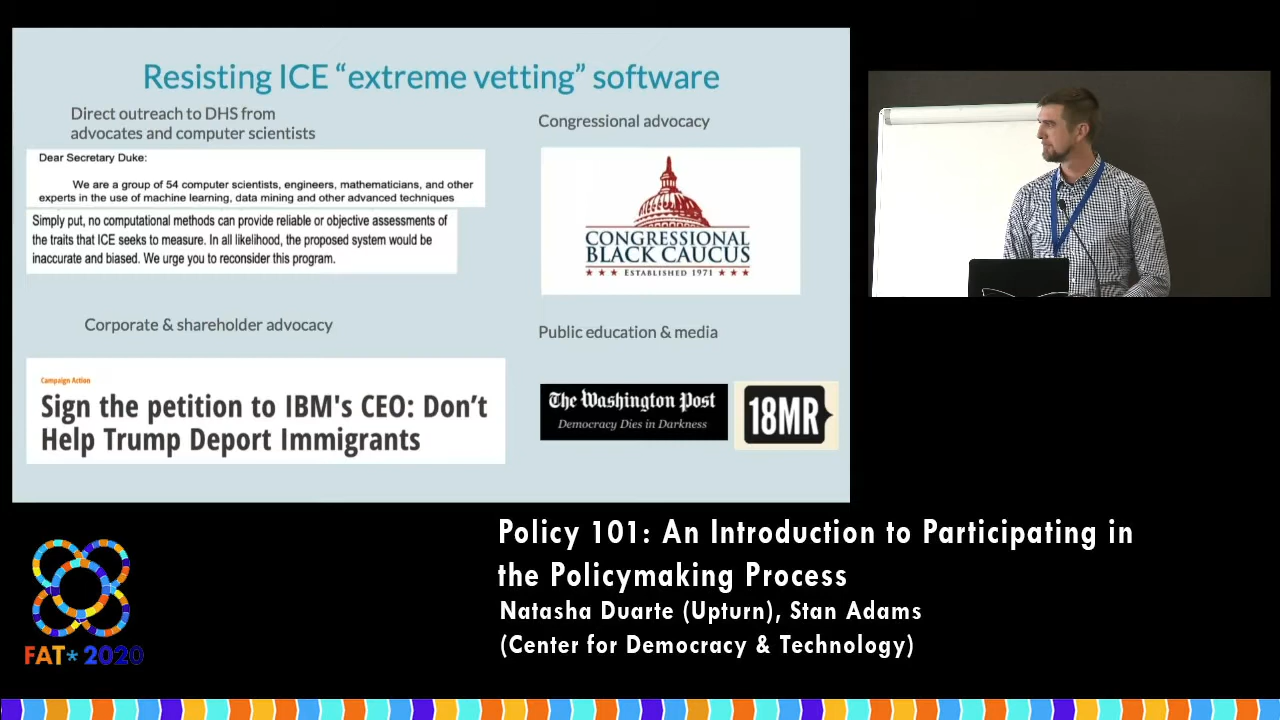 Resisting ICE “extreme vetting” software
Direct outreach to DHS from
advocates and computer scientists
Dear Secretary Duke:
We are a group of 54 computer scientists, engineers, mathematicians, and other
experts in the use of machine learning, data mining and other advanced techniques
Simply put, no computational methods can provide reliable or objective assessments of
the traits that ICE seeks to measure. In all likelihood, the proposed system would be
inaccurate and biased. We urge you to reconsider this program.
Congressional advocacy
CONGRESSIONAL
BLACK CAUCUS
ESTABLISHED 1971
Corporate & shareholder advocacy
Campaign Action
Sign the petition to IBM's CEO: Don’t
Help Trump Deport Immigrants
Public education & media
The Washington Post
Democracy Dies in Darkness
18MR
Policy 101: An Introduction to Participating in
the Policymaking Process
Natasha Duarte (Upturn), Stan Adams
(Center for Democracy & Technology)
FAT* 2020